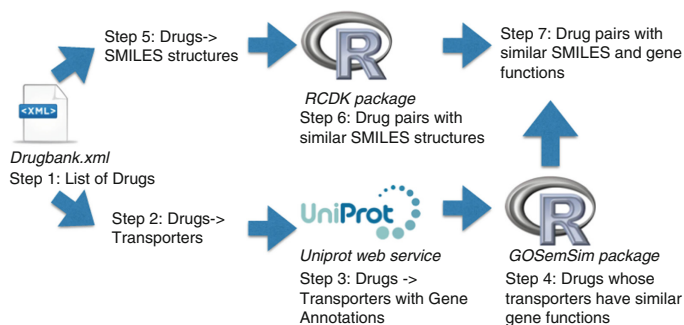 Step 5: Drugs->
SMILES structures
<XML>
Drugbank.xml
Step 1: List of Drugs
R
RCDK package
Step 6: Drug pairs with
similar SMILES structures
Step 7: Drug pairs with
similar SMILES and gene
functions
Step 2: Drugs->
Transporters
UniProt
Uniprot web service
Step 3: Drugs ->
Transporters with Gene
Annotations
R
GOSemSim package
Step 4: Drugs whose
transporters have similar
gene functions